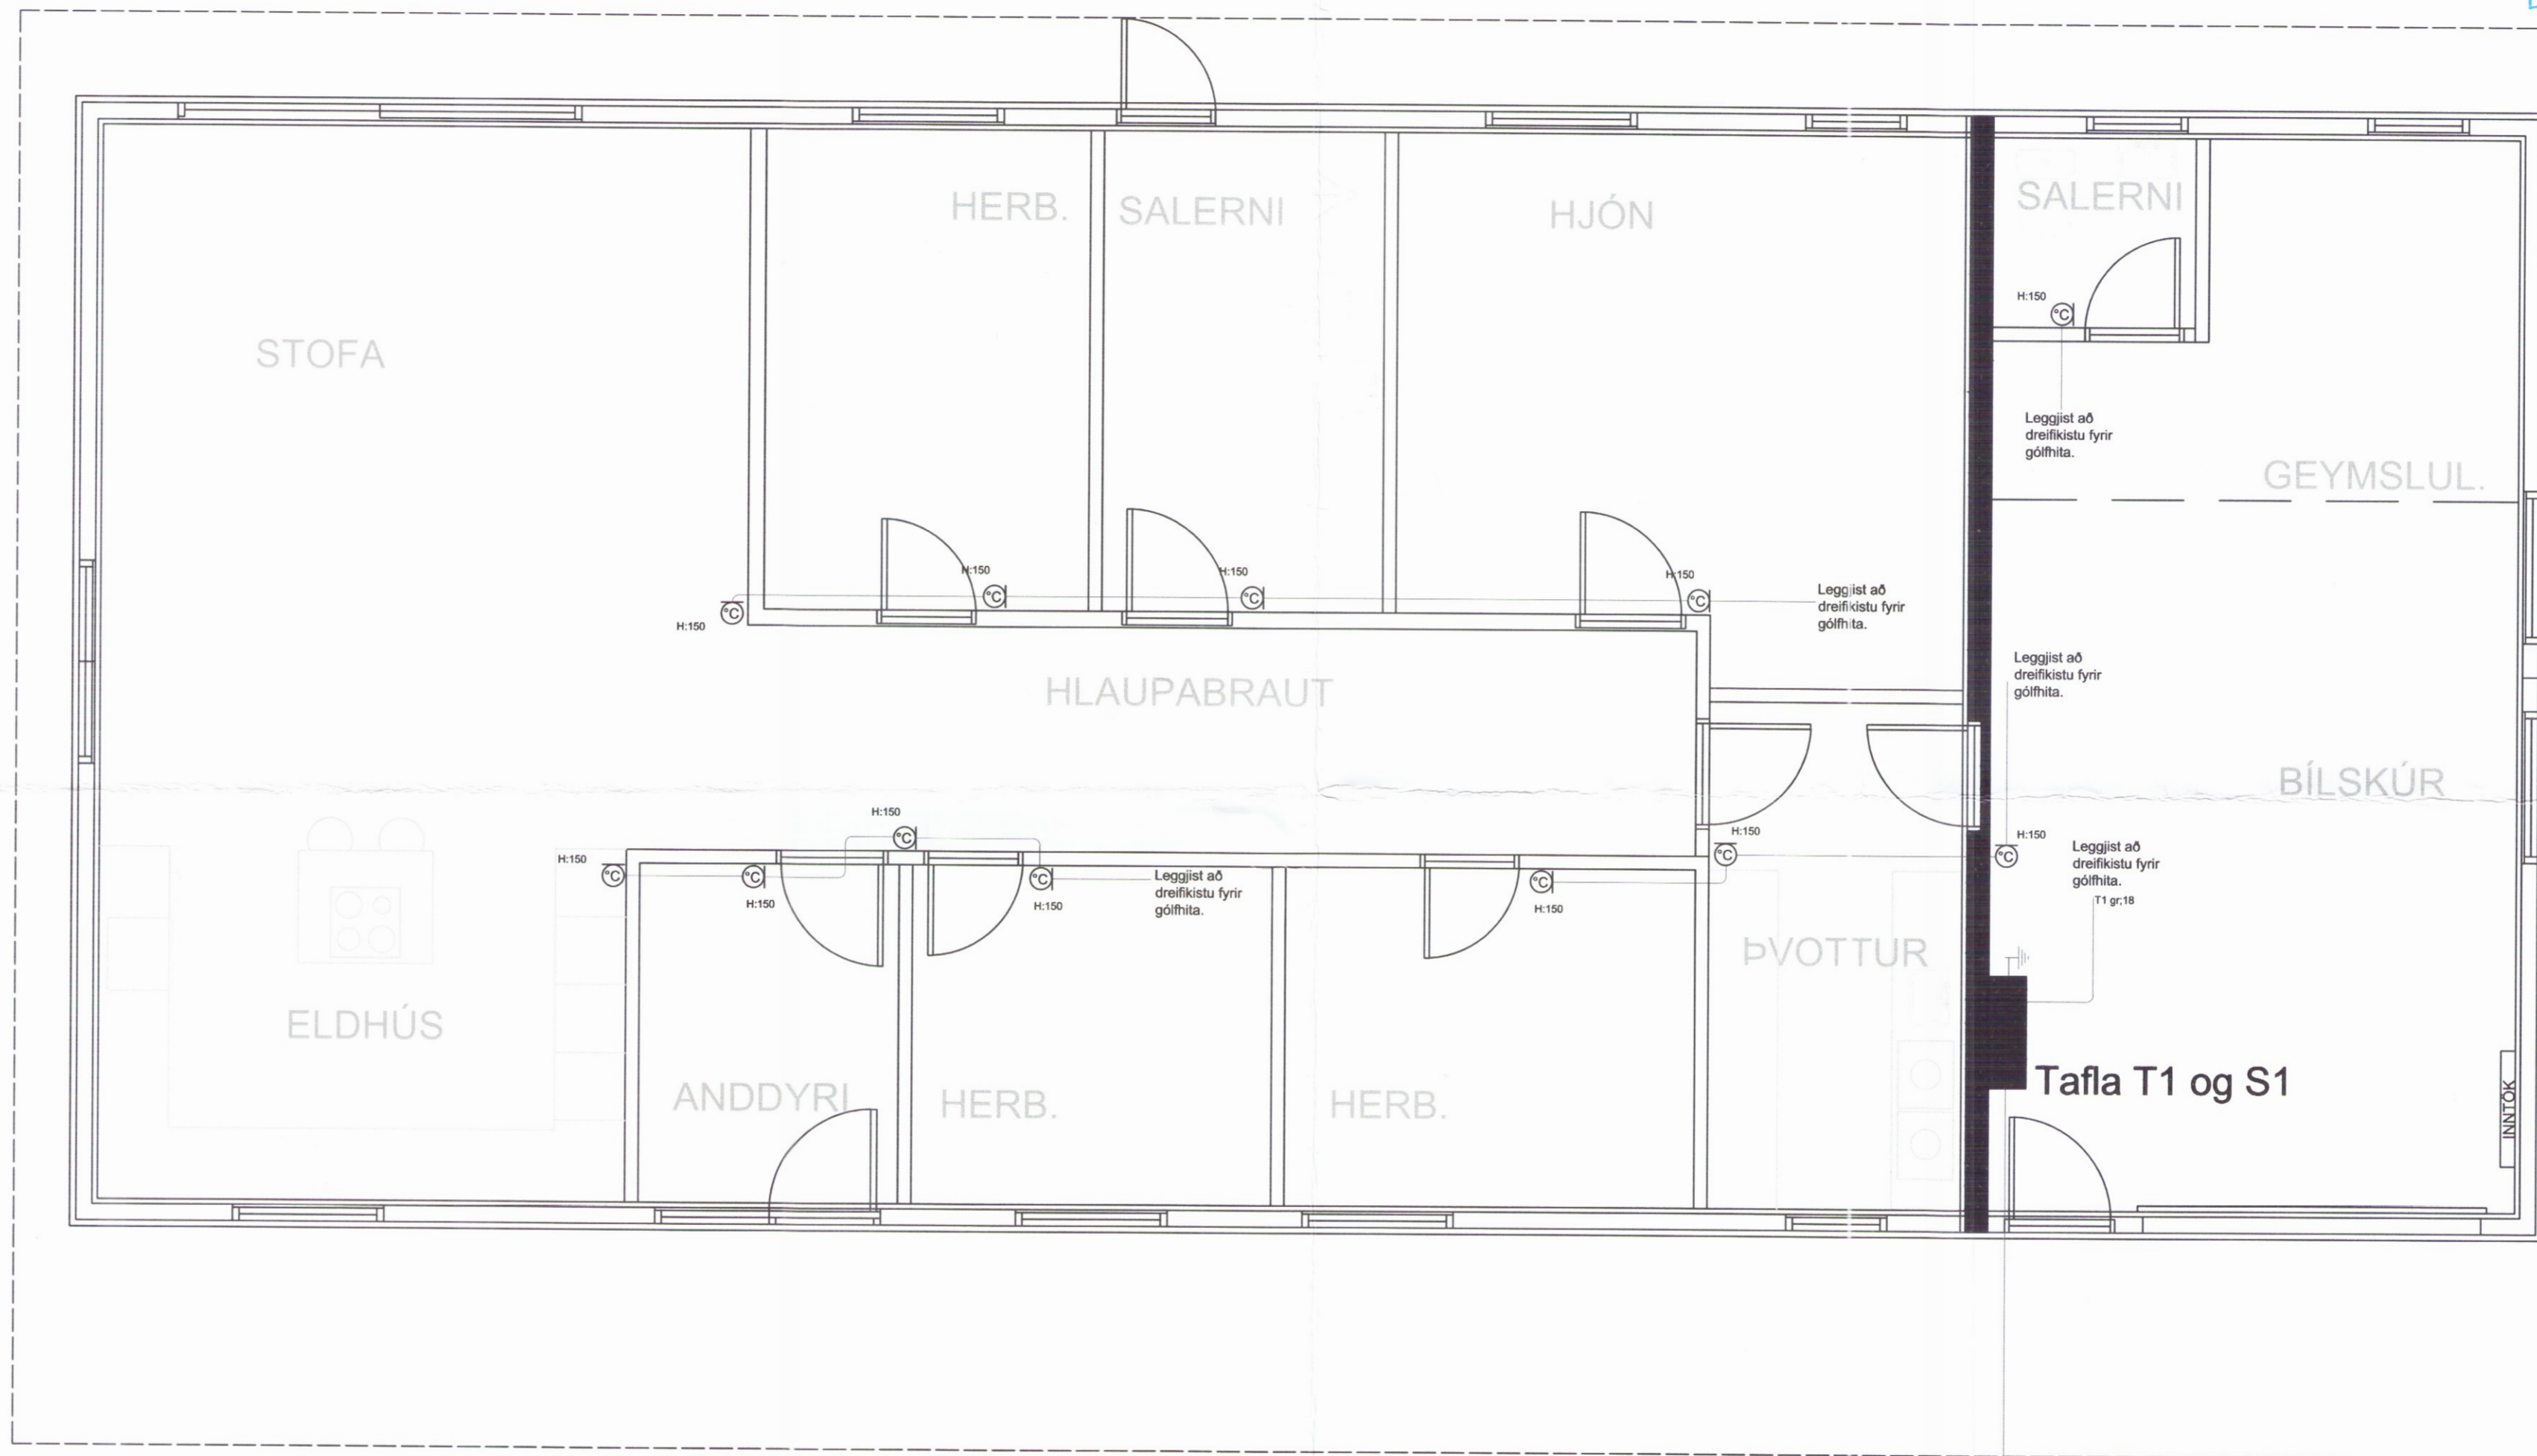 HERB.
SALERNI
HJÓN
SALERNI
H:150
°C
STOFA
Leggjist að
dreifikistu fyrir
gólfhita.
GEYMSLUL.
H:150
°C
H:150
°C
H:150
°C
Leggjist að
dreifikistu fyrir
gólfhita.
°C
H:150
Leggjist að
dreifikistu fyrir
gólfhita.
HLAUPABRAUT
BÍLSKÚR
H:150
°C
H:150
°C
H:150
°C
H:150
°C
°C
H:150
°C
H:150
Leggjist að
dreifikistu fyrir
gólfhita.
°C
H:150
Leggjist að
dreifikistu fyrir
gólfhita.
T1 gr;18
ÞVOTTUR
ELDHÚS
ANDDYRI
HERB.
HERB.
Tafla T1 og S1
INNTÖK